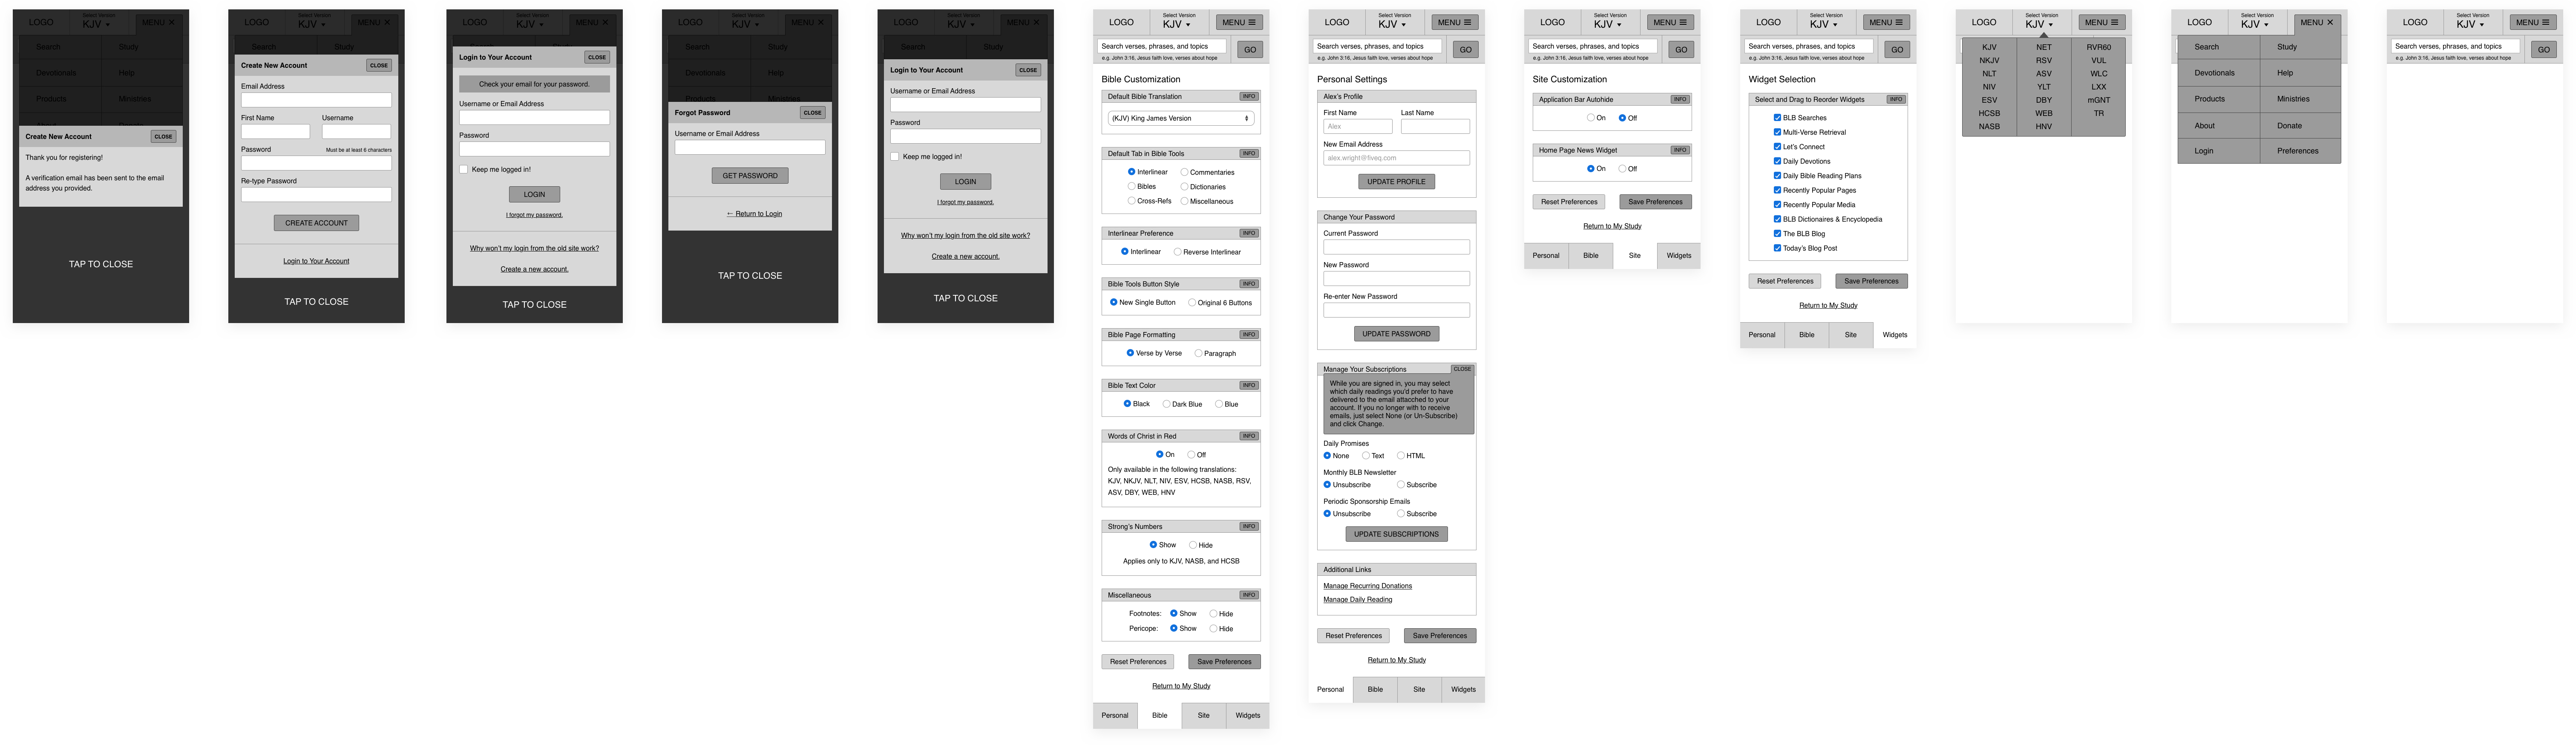 LOGO
Select Version
KJV ▼
MENU ✕
Search
Study
Devotionals
Help
Products
Ministries
Create New Account
CLOSE
Thank you for registering!
A verification email has been sent to the email
address you provided.
TAP TO CLOSE
LOGO
Select Version
KJV ▼
MENU ✕
Search
Study
Create New Account
CLOSE
Email Address
First Name
Username
Password
Must be at least 6 characters
Re-type Password
CREATE ACCOUNT
Login to Your Account
TAP TO CLOSE
LOGO
Select Version
KJV ▼
MENU ✕
Login to Your Account
CLOSE
Check your email for your password.
Username or Email Address
Password
Keep me logged in!
LOGIN
I forgot my password.
Why won't my login from the old site work?
Create a new account.
TAP TO CLOSE
LOGO
Select Version
KJV ▼
MENU ✕
Search
Study
Devotionals
Help
Forgot Password
CLOSE
Username or Email Address
GET PASSWORD
← Return to Login
TAP TO CLOSE
LOGO
Select Version
KJV ▼
MENU ✕
Search
Study
Login to Your Account
CLOSE
Username or Email Address
Password
Keep me logged in!
LOGIN
I forgot my password.
Why won't my login from the old site work?
Create a new account.
TAP TO CLOSE
LOGO
Select Version
KJV ▼
MENU ☰
Search verses, phrases, and topics
GO
e.g. John 3:16, Jesus faith love, verses about hope
Bible Customization
Default Bible Translation
INFO
(KJV) King James Version
Default Tab in Bible Tools
INFO
Interlinear
Commentaries
Bibles
Dictionaries
Cross-Refs
Miscellaneous
Interlinear Preference
INFO
Interlinear
Reverse Interlinear
Bible Tools Button Style
INFO
New Single Button
Original 6 Buttons
Bible Page Formatting
INFO
Verse by Verse
Paragraph
Bible Text Color
INFO
Black
Dark Blue
Blue
Words of Christ in Red
INFO
On
Off
Only available in the following translations:
KJV, NKJV, NLT, NIV, ESV, HCSB, NASB, RSV,
ASV, DBY, WEB, HNV
Strong's Numbers
INFO
Show
Hide
Applies only to KJV, NASB, and HCSB
Miscellaneous
INFO
Footnotes:
Show
Hide
Pericope:
Show
Hide
Reset Preferences
Save Preferences
Return to My Study
Personal
Bible
Site
Widgets
LOGO
Select Version
KJV ▼
MENU ☰
Search verses, phrases, and topics
GO
e.g. John 3:16, Jesus faith love, verses about hope
Personal Settings
Alex's Profile
First Name
Last Name
Alex
New Email Address
alex.wright@fiveq.com
UPDATE PROFILE
Change Your Password
Current Password
New Password
Re-enter New Password
UPDATE PASSWORD
Manage Your Subscriptions
CLOSE
While you are signed in, you may select
which daily readings you'd prefer to have
delivered to the email attacched to your
account. If you no longer with to receive
emails, just select None (or Un-Subscribe)
and click Change.
Daily Promises
None
Text
HTML
Monthly BLB Newsletter
Unsubscribe
Subscribe
Periodic Sponsorship Emails
Unsubscribe
Subscribe
UPDATE SUBSCRIPTIONS
Additional Links
Manage Recurring Donations
Manage Daily Reading
Reset Preferences
Save Preferences
Return to My Study
Personal
Bible
Site
Widgets
LOGO
Select Version
KJV ▼
MENU ☰
Search verses, phrases, and topics
GO
e.g. John 3:16, Jesus faith love, verses about hope
Site Customization
Application Bar Autohide
INFO
On
Off
Home Page News Widget
INFO
On
Off
Reset Preferences
Save Preferences
Return to My Study
Personal
Bible
Site
Widgets
LOGO
Select Version
KJV ▼
MENU ☰
Search verses, phrases, and topics
GO
e.g. John 3:16, Jesus faith love, verses about hope
Widget Selection
Select and Drag to Reorder Widgets
INFO
BLB Searches
Multi-Verse Retrieval
Let's Connect
Daily Devotions
Daily Bible Reading Plans
Recently Popular Pages
Recently Popular Media
BLB Dictionaires & Encyclopedia
The BLB Blog
Today's Blog Post
Reset Preferences
Save Preferences
Return to My Study
Personal
Bible
Site
Widgets
LOGO
Select Version
KJV ▼
MENU ☰
KJV
NET
RVR60
NKJV
RSV
VUL
NLT
ASV
WLC
NIV
YLT
LXX
ESV
DBY
mGNT
HCSB
WEB
TR
NASB
HNV
LOGO
Select Version
KJV ▼
MENU ✕
Search
Study
Devotionals
Help
Products
Ministries
About
Donate
Login
Preferences
LOGO
Select Version
KJV ▼
MENU ☰
Search verses, phrases, and topics
GO
e.g. John 3:16, Jesus faith love, verses about hope